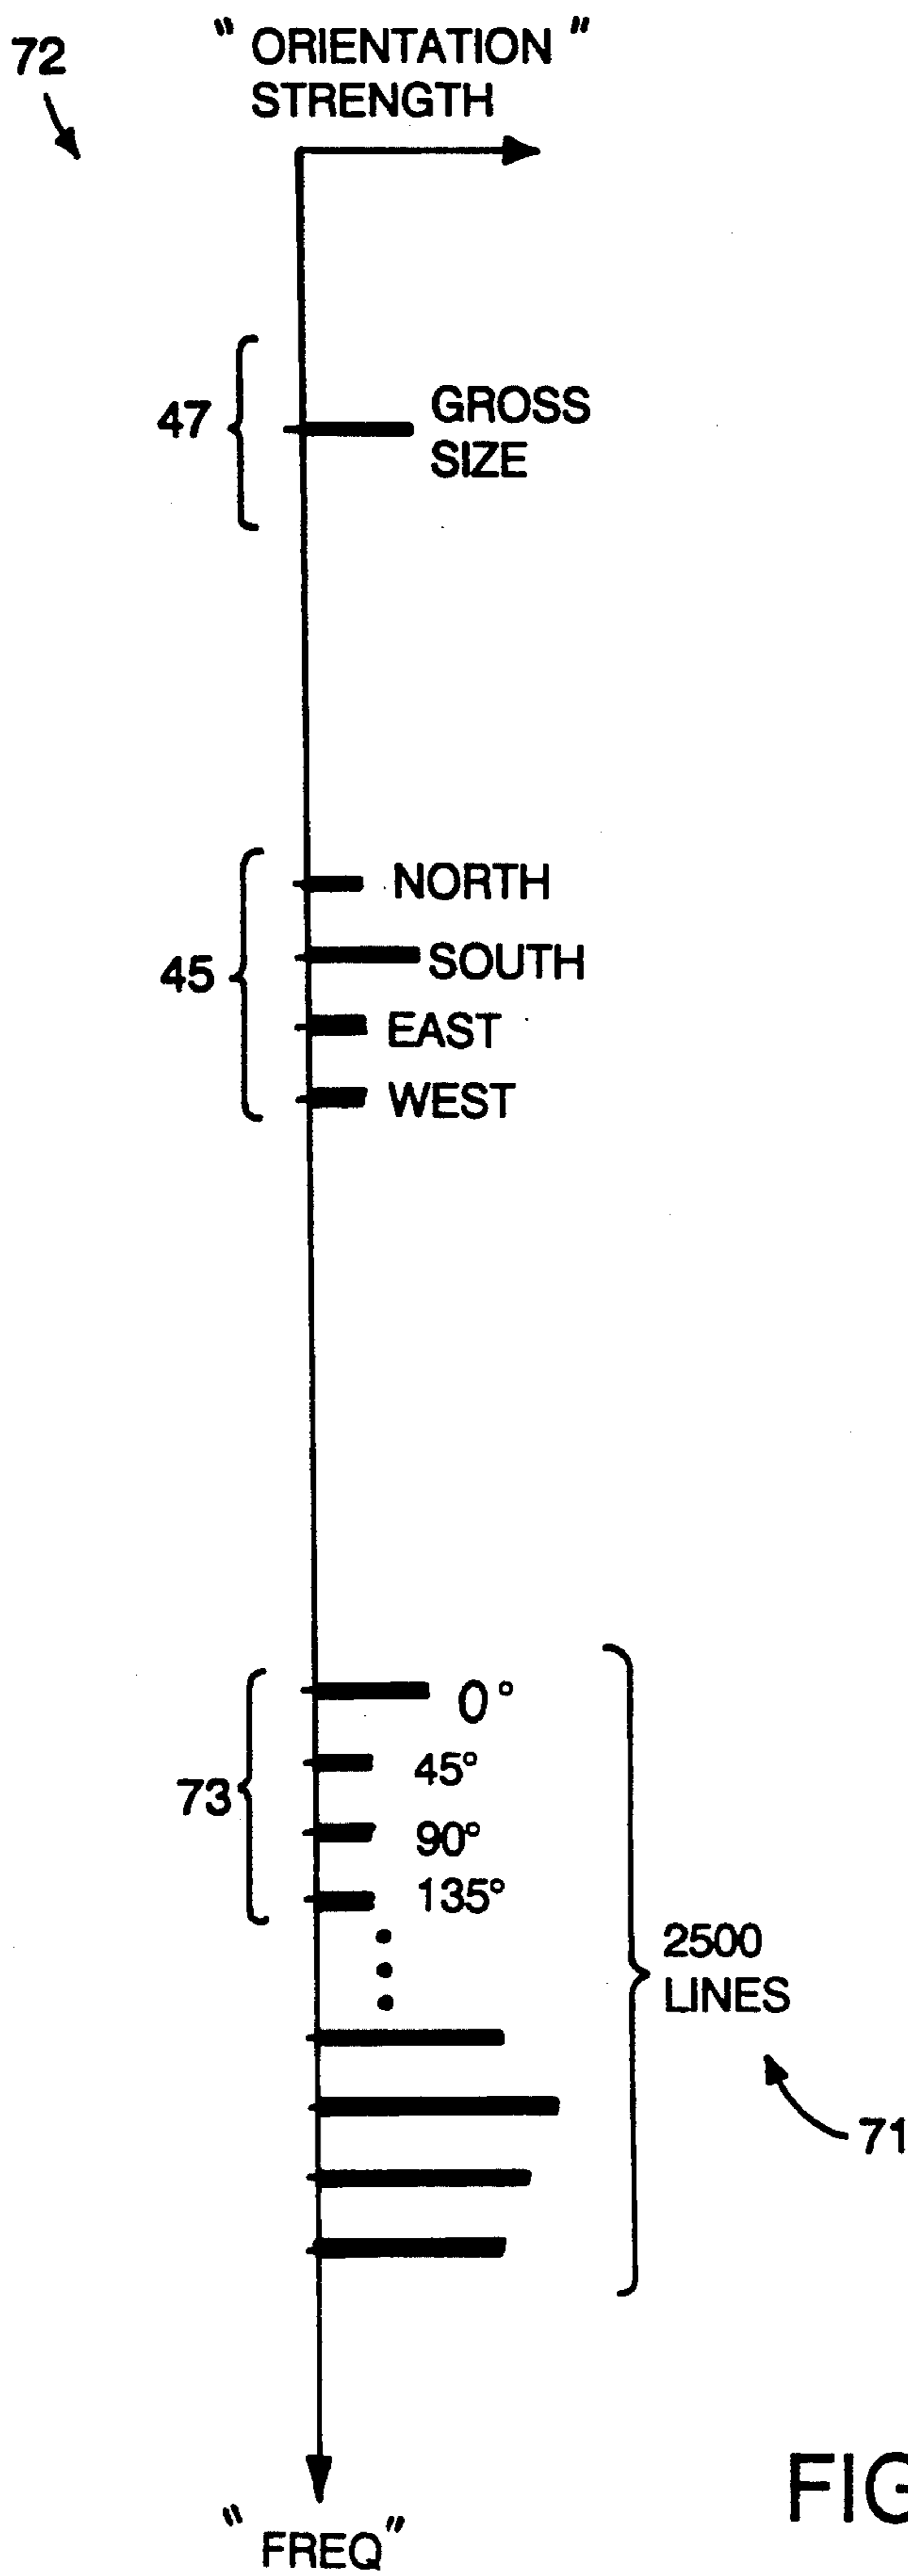 72
" ORIENTATION "
STRENGTH
47
GROSS
SIZE
45
NORTH
SOUTH
EAST
WEST
73
0°
45°
90°
135°
2500
LINES
71
" FREQ "